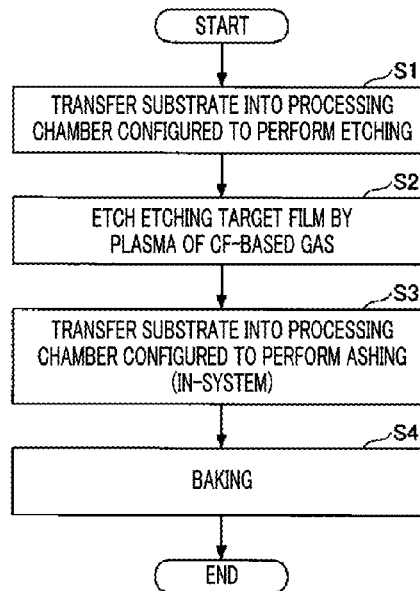 START
S1
TRANSFER SUBSTRATE INTO PROCESSING
CHAMBER CONFIGURED TO PERFORM ETCHING
S2
ETCH ETCHING TARGET FILM BY
PLASMA OF CF-BASED GAS
S3
TRANSFER SUBSTRATE INTO PROCESSING
CHAMBER CONFIGURED TO PERFORM ASHING
(IN-SYSTEM)
S4
BAKING
END